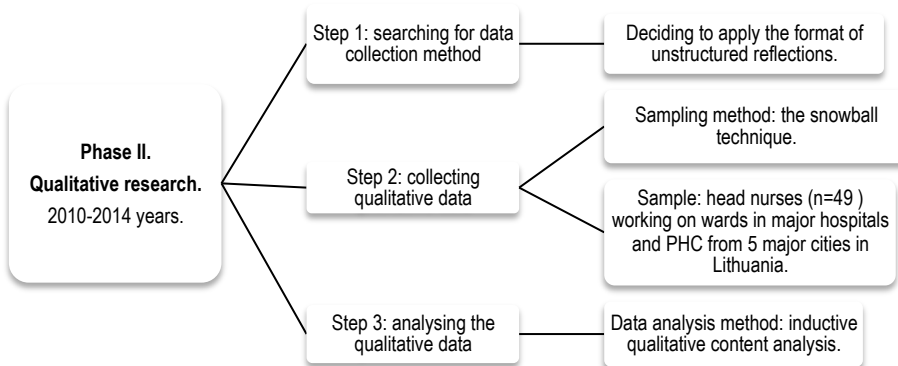 Phase II.
Qualitative research.
2010-2014 years.
Step 1: searching for data
collection method
Deciding to apply the format of
unstructured reflections.
Step 2: collecting
qualitative data
Sampling method: the snowball
technique.
Sample: head nurses (n=49 )
working on wards in major hospitals
and PHC from 5 major cities in
Lithuania.
Step 3: analysing the
qualitative data
Data analysis method: inductive
qualitative content analysis.